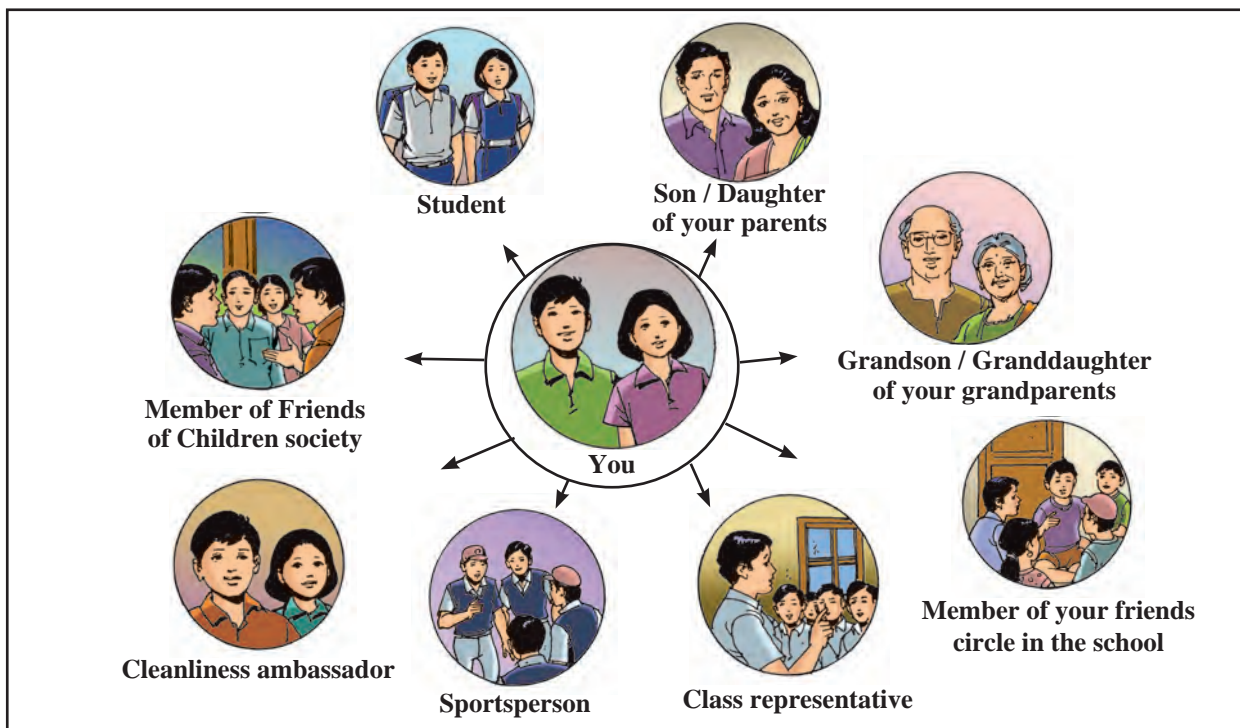 Student
Son / Daughter
of your parents
Grandson / Granddaughter
of your grandparents
Member of Friends
of Children society
You
Member of your friends
circle in the school
Cleanliness ambassador
Sportsperson
Class representative